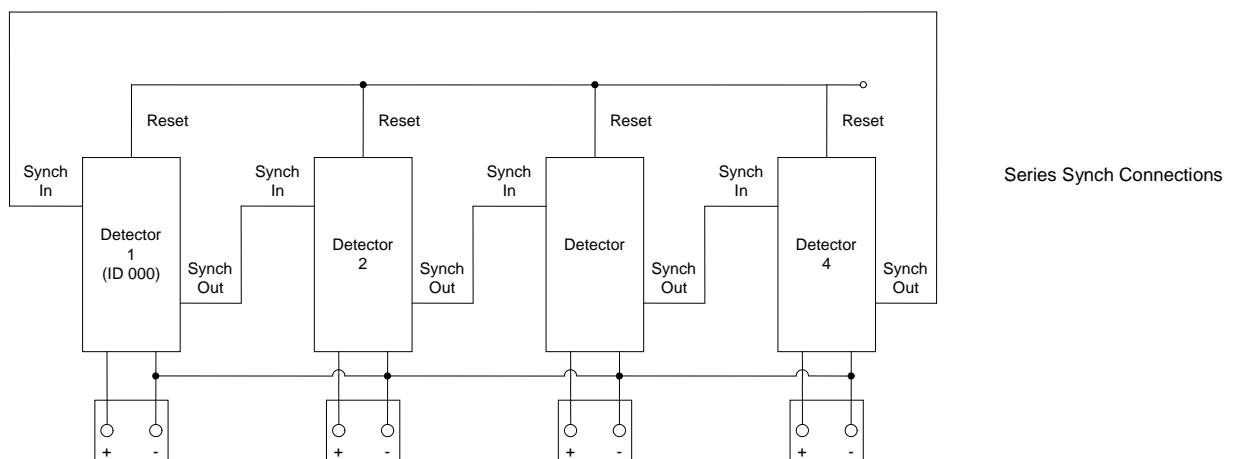 Reset
Reset
Reset
Reset
Synch
In
Synch
In
Synch
In
Synch
In
Series Synch Connections
Detector
1
(ID 000)
Detector
2
Detector
Detector
4
Synch
Out
Synch
Out
Synch
Out
Synch
Out
+ -
+ -
+ -
+ -